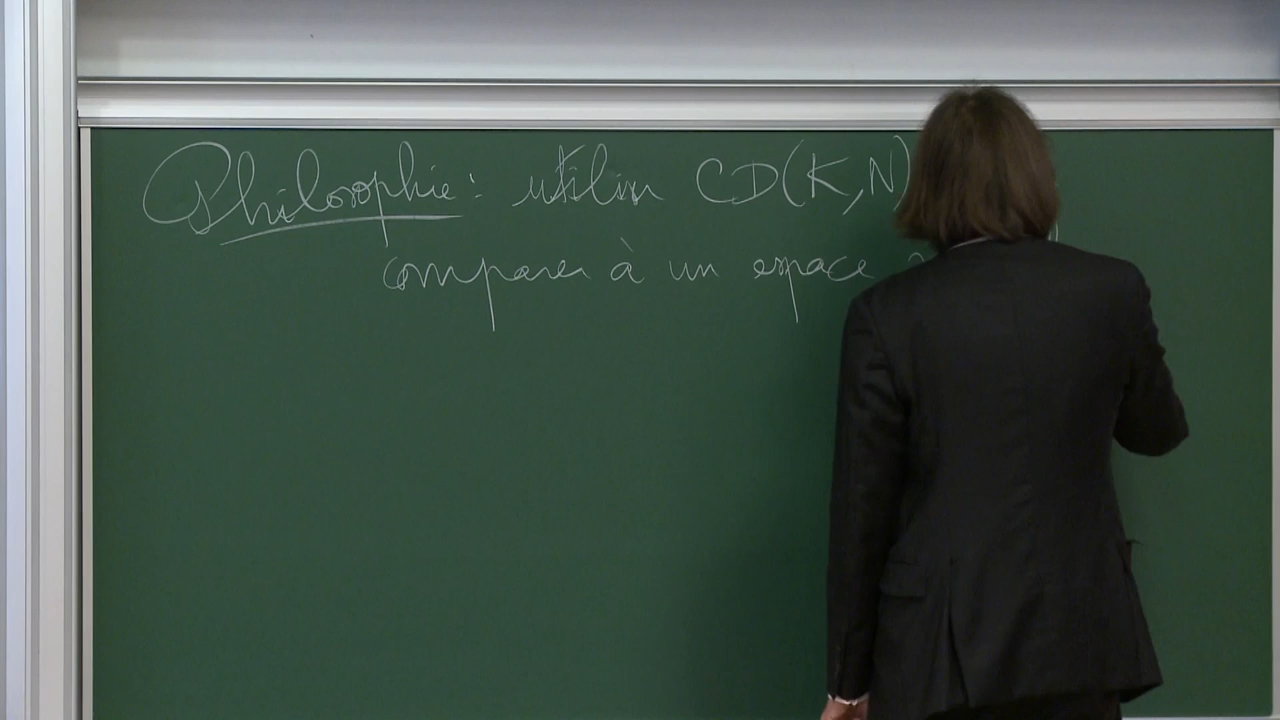 Philosophie : utiliser CD(K,N)
comparer à un espace